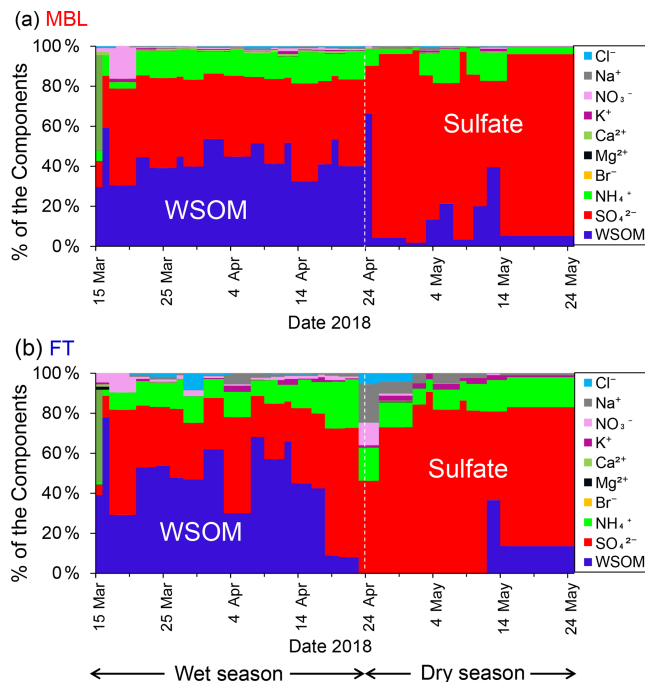 (a) MBL
% of the Components
100 %
80 %
60 %
40 %
20 %
0 %
Sulfate
WSOM
Cl⁻
Na⁺
NO₃⁻
K⁺
Ca²⁺
Mg²⁺
Br⁻
NH₄⁺
SO₄²⁻
WSOM
15 Mar
25 Mar
4 Apr
14 Apr
24 Apr
4 May
14 May
24 May
Date 2018
(b) FT
% of the Components
100 %
80 %
60 %
40 %
20 %
0 %
Sulfate
WSOM
Cl⁻
Na⁺
NO₃⁻
K⁺
Ca²⁺
Mg²⁺
Br⁻
NH₄⁺
SO₄²⁻
WSOM
15 Mar
25 Mar
4 Apr
14 Apr
24 Apr
4 May
14 May
24 May
Date 2018
Wet season
Dry season